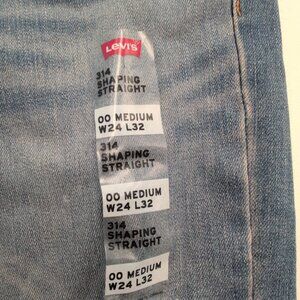 Levi's
314
SHAPING
STRAIGHT
00 MEDIUM
W24 L32
314
SHAPING
STRAIGHT
00 MEDIUM
W24 L32
314
SHAPING
STRAIGHT
00 MEDIUM
W24 L32